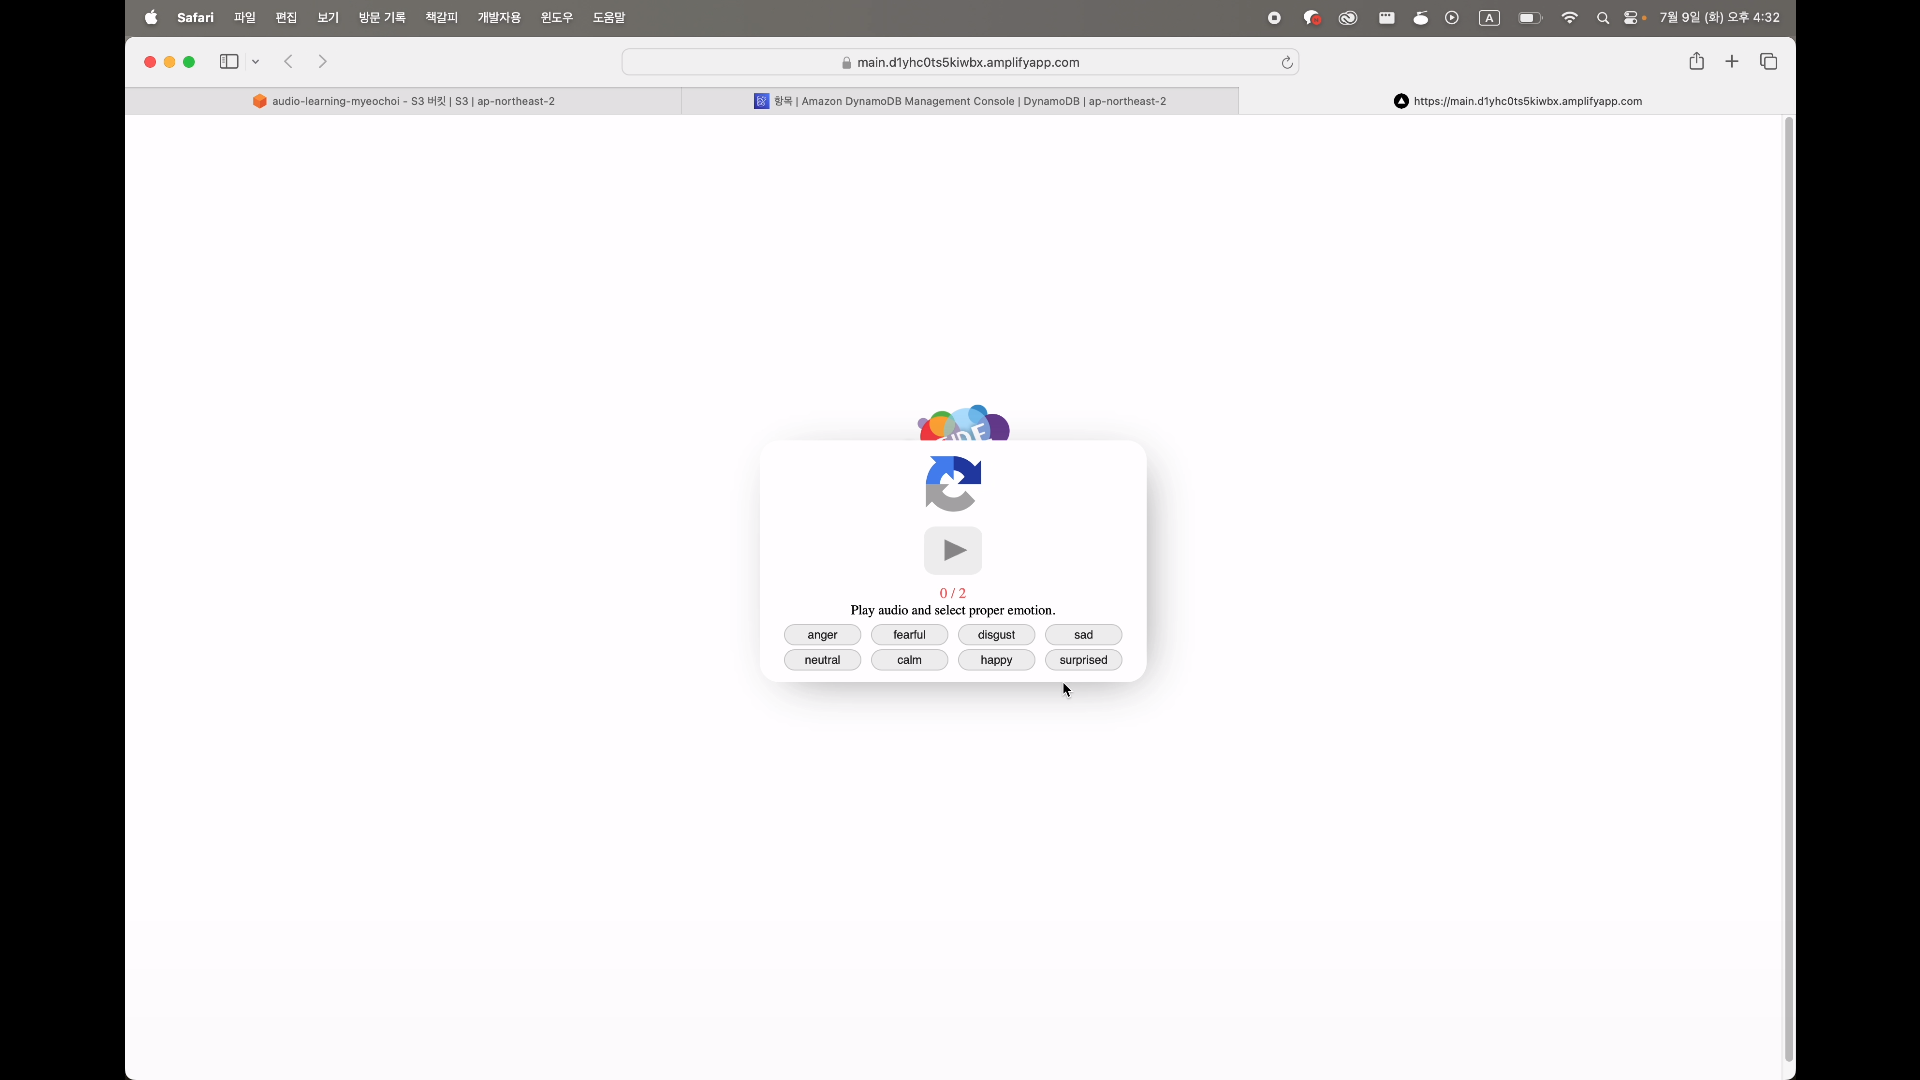 Safari 파일 편집 보기 방문 기록 책갈피 개발자용 윈도우 도움말 A 7월 9일 (화) 오후 4:32
main.d1yhc0ts5kiwbx.amplifyapp.com
audio-learning-myeochoi - S3 버킷 | S3 | ap-northeast-2
항목 | Amazon DynamoDB Management Console | DynamoDB | ap-northeast-2
https://main.d1yhc0ts5kiwbx.amplifyapp.com
0 / 2
Play audio and select proper emotion.
anger fearful disgust sad
neutral calm happy surprised